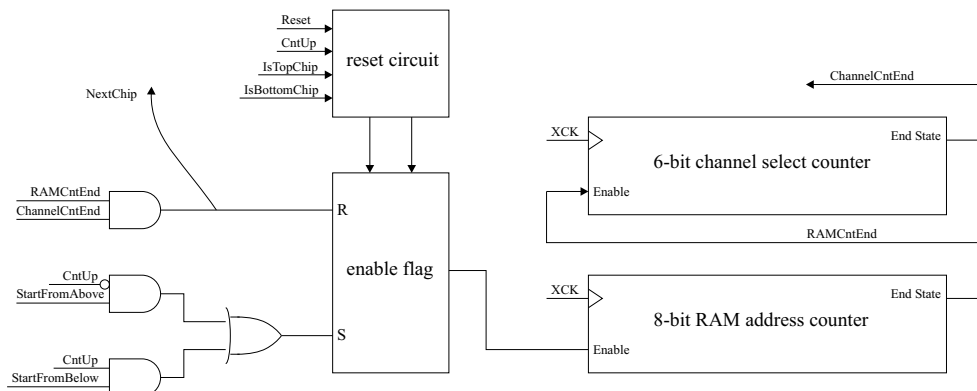 Reset
CntUp
IsTopChip
IsBottomChip
reset circuit
ChannelCntEnd
NextChip
XCK
End State
6-bit channel select counter
Enable
RAMCntEnd
ChannelCntEnd
R
RAMCntEnd
enable flag
CntUp
StartFromAbove
XCK
End State
8-bit RAM address counter
S
Enable
CntUp
StartFromBelow